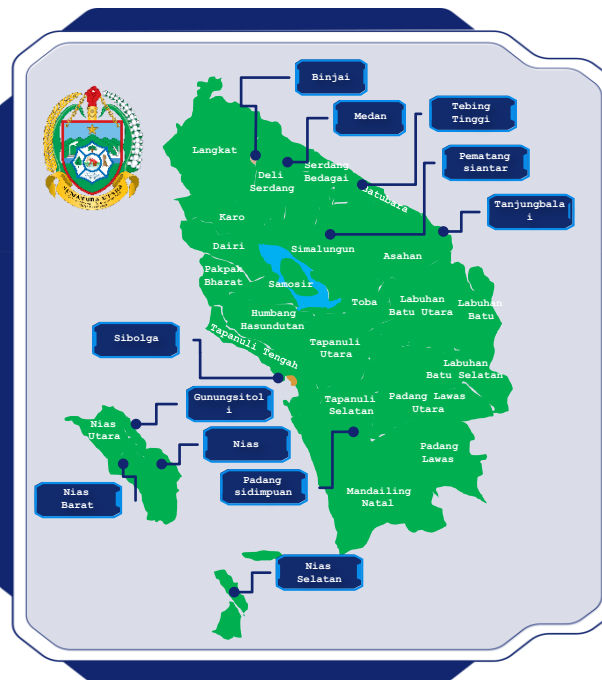 Binjai
Medan
Tebing
Tinggi
Pematang
siantar
Tanjungbala
i
Langkat
Deli
Serdang
Serdang
Bedagai
Batubara
Karo
Dairi
Simalungun
Asahan
Pakpak
Bharat
Samosir
Toba
Labuhan
Batu Utara
Labuhan
Batu
Humbang
Hasundutan
Tapanuli Tengah
Tapanuli
Utara
Sibolga
Labuhan
Batu Selatan
Gunungsitol
i
Tapanuli
Selatan
Padang Lawas
Utara
Nias
Utara
Nias
Padang
Lawas
Padang
sidimpuan
Nias
Barat
Mandailing
Natal
Nias
Selatan
SUMATERA UTARA